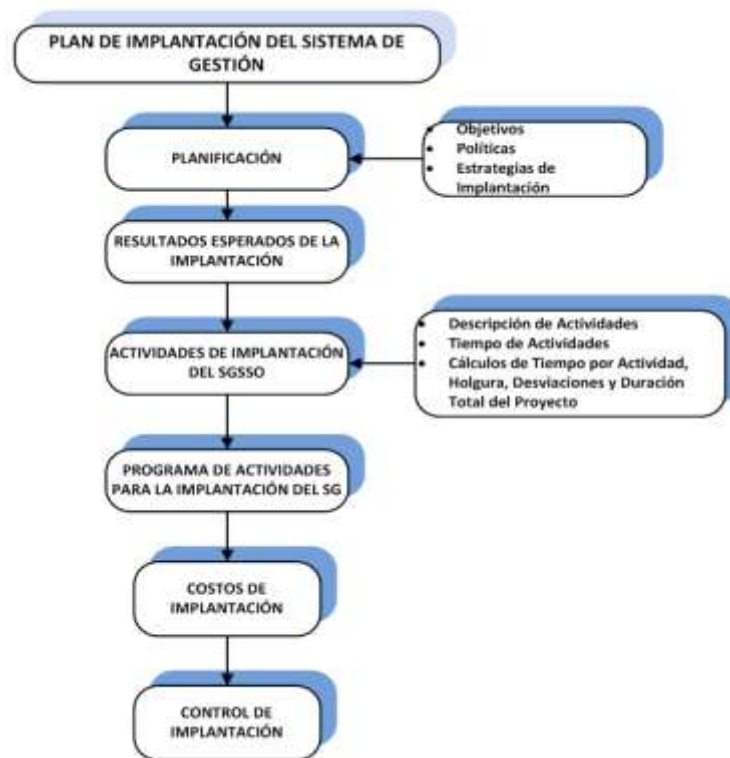 PLAN DE IMPLANTACIÓN DEL SISTEMA DE
GESTIÓN
PLANIFICACIÓN
• Objetivos
• Políticas
• Estrategias de
Implantación
RESULTADOS ESPERADOS DE LA
IMPLANTACIÓN
ACTIVIDADES DE IMPLANTACIÓN
DEL SGSSO
• Descripción de Actividades
• Tiempo de Actividades
• Cálculos de Tiempo por Actividad,
Holgura, Desviaciones y Duración
Total del Proyecto
PROGRAMA DE ACTIVIDADES
PARA LA IMPLANTACIÓN DEL SG
COSTOS DE
IMPLANTACIÓN
CONTROL DE
IMPLANTACIÓN